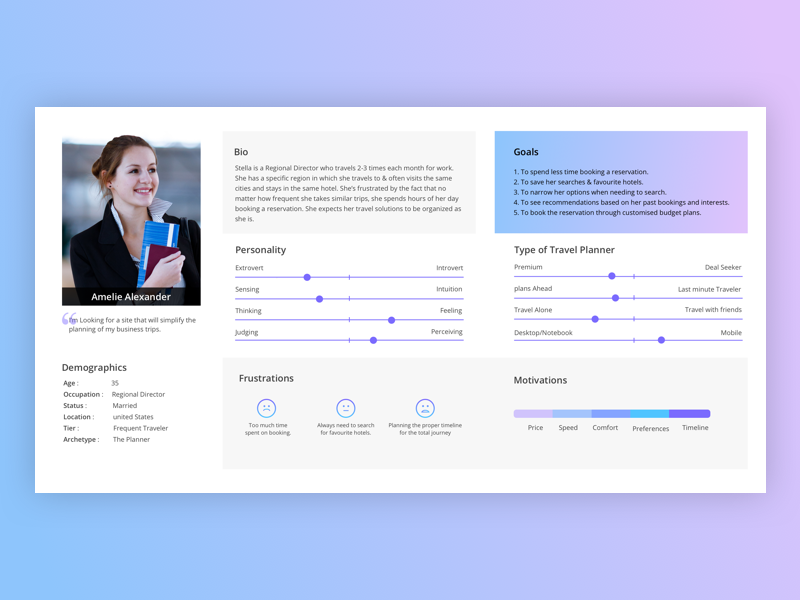 Amelie Alexander
I'm Looking for a site that will simplify the
planning of my business trips.
Demographics
Age : 35
Occupation : Regional Director
Status : Married
Location : united States
Tier : Frequent Traveler
Archetype : The Planner
Bio
Stella is a Regional Director who travels 2-3 times each month for work.
She has a specific region in which she travels to & often visits the same
cities and stays in the same hotel. She's frustrated by the fact that no
matter how frequent she takes similar trips, she spends hours of her day
booking a reservation. She expects her travel solutions to be organized as
she is.
Goals
1. To spend less time booking a reservation.
2. To save her searches & favourite hotels.
3. To narrow her options when needing to search.
4. To see recommendations based on her past bookings and interests.
5. To book the reservation through customised budget plans.
Personality
Extrovert Introvert
Sensing Intuition
Thinking Feeling
Judging Perceiving
Type of Travel Planner
Premium Deal Seeker
plans Ahead Last minute Traveler
Travel Alone Travel with friends
Desktop/Notebook Mobile
Frustrations
Too much time
spent on booking.
Always need to search
for favourite hotels.
Planning the proper timeline
for the total journey
Motivations
Price Speed Comfort Preferences Timeline